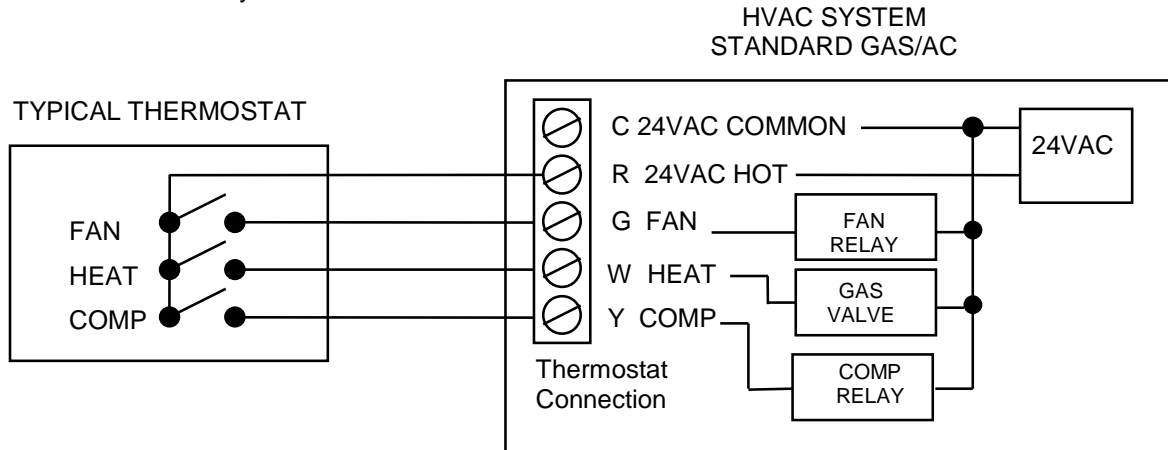 HVAC SYSTEM
STANDARD GAS/AC
TYPICAL THERMOSTAT
FAN
HEAT
COMP
C 24VAC COMMON
R 24VAC HOT
G FAN
W HEAT
Y COMP
Thermostat
Connection
24VAC
FAN
RELAY
GAS
VALVE
COMP
RELAY